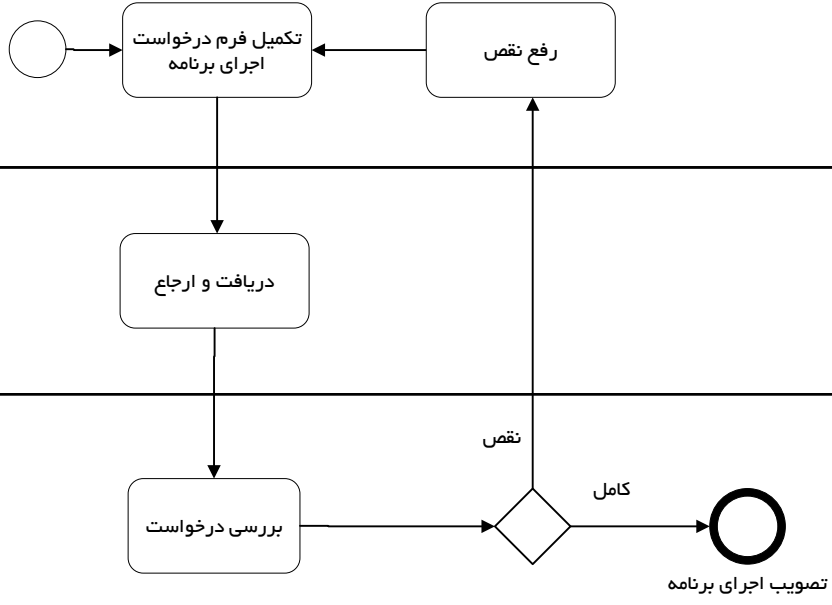 تکمیل فرم درخواست
اجرای برنامه
رفع نقص
دریافت و ارجاع
نقص
کامل
بررسی درخواست
تصویب اجرای برنامه